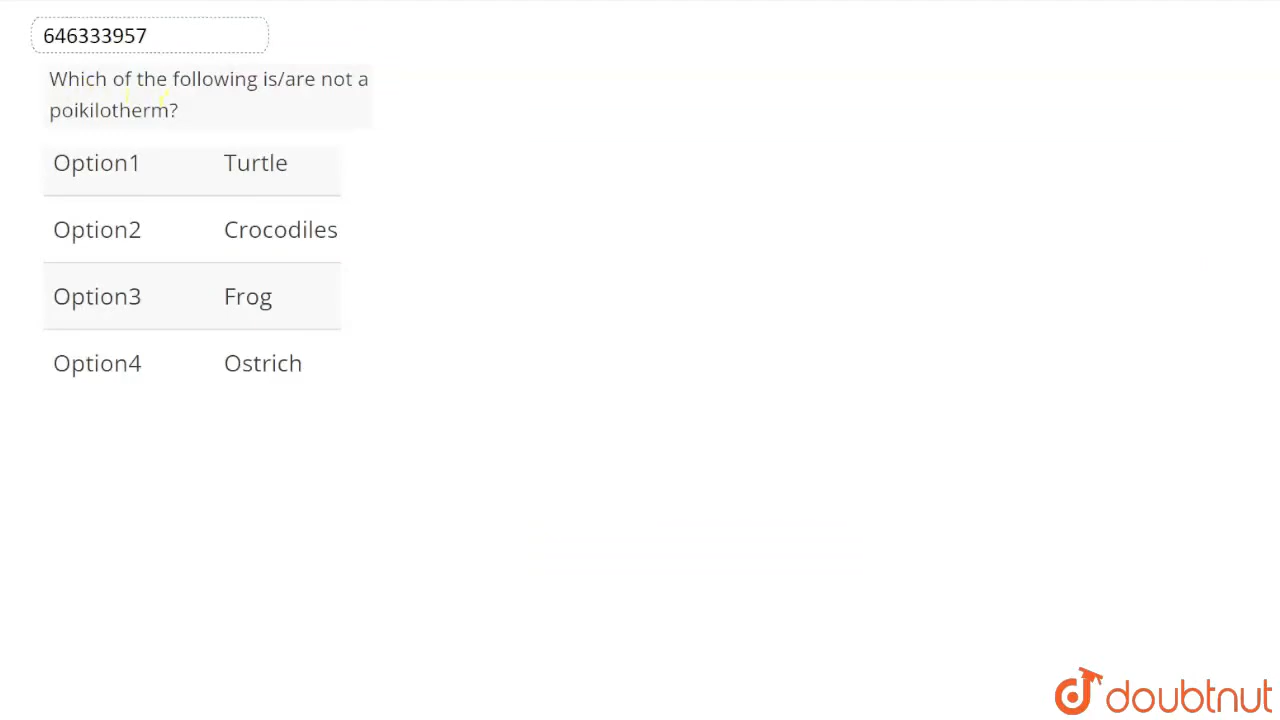 646333957
Which of the following is/are not a
poikilotherm?
Option1 Turtle
Option2 Crocodiles
Option3 Frog
Option4 Ostrich
doubtnut